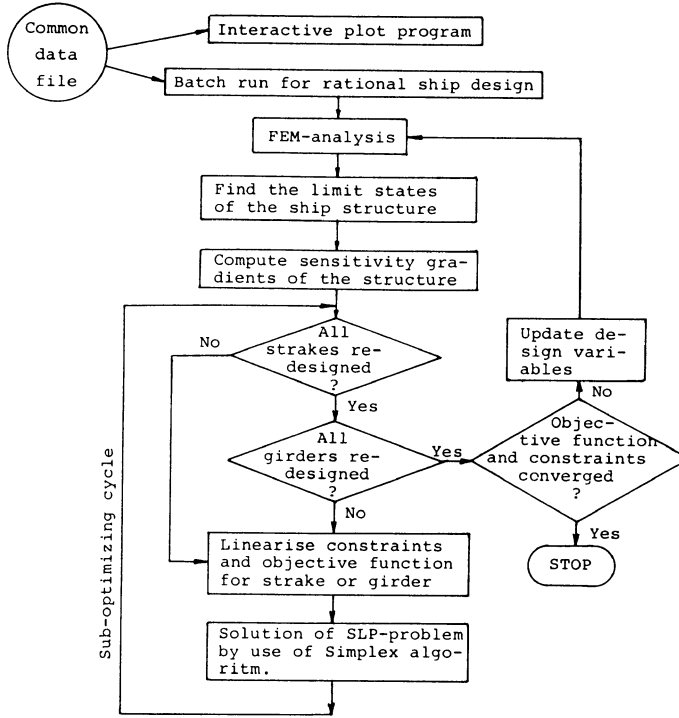 Common
data
file
Interactive plot program
Batch run for rational ship design
FEM-analysis
Find the limit states
of the ship structure
Compute sensitivity gra-
dients of the structure
All
strakes re-
designed
?
No
Yes
All
girders re-
designed
?
Yes
No
Update de-
sign vari-
ables
No
Objec-
tive function
and constraints
converged
?
Yes
STOP
Linearise constraints
and objective function
for strake or girder
Solution of SLP-problem
by use of Simplex algo-
ritm.
Sub-optimizing cycle